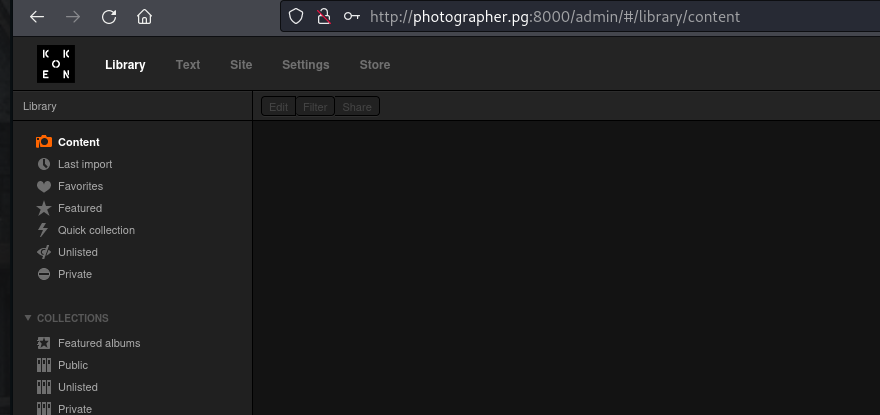 http://photographer.pg:8000/admin/#/library/content
K K
O
E N
Library Text Site Settings Store
Library
Edit Filter Share
Content
Last import
Favorites
Featured
Quick collection
Unlisted
Private
COLLECTIONS
Featured albums
Public
Unlisted
Private